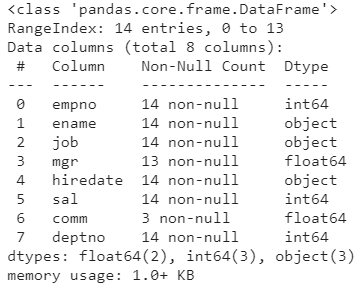 <class 'pandas.core.frame.DataFrame'>
RangeIndex: 14 entries, 0 to 13
Data columns (total 8 columns):
 #   Column    Non-Null Count  Dtype
---  ------    --------------  -----
 0   empno     14 non-null     int64
 1   ename     14 non-null     object
 2   job       14 non-null     object
 3   mgr       13 non-null     float64
 4   hiredate  14 non-null     object
 5   sal       14 non-null     int64
 6   comm      3 non-null      float64
 7   deptno    14 non-null     int64
dtypes: float64(2), int64(3), object(3)
memory usage: 1.0+ KB